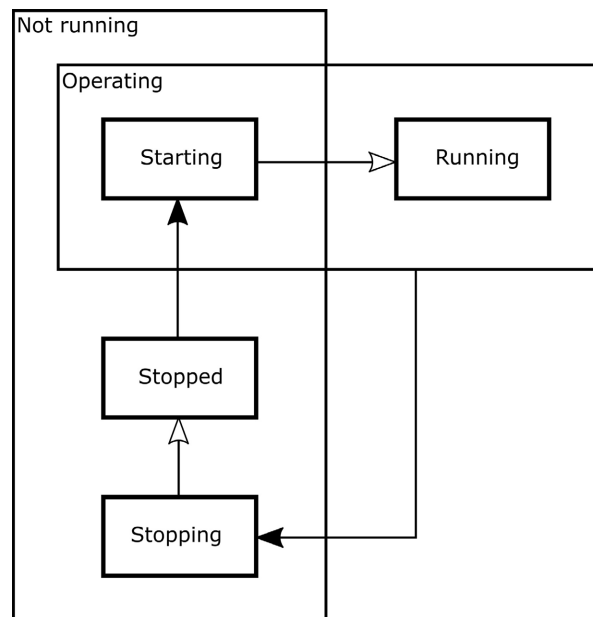 Not running
Operating
Starting
Running
Stopped
Stopping